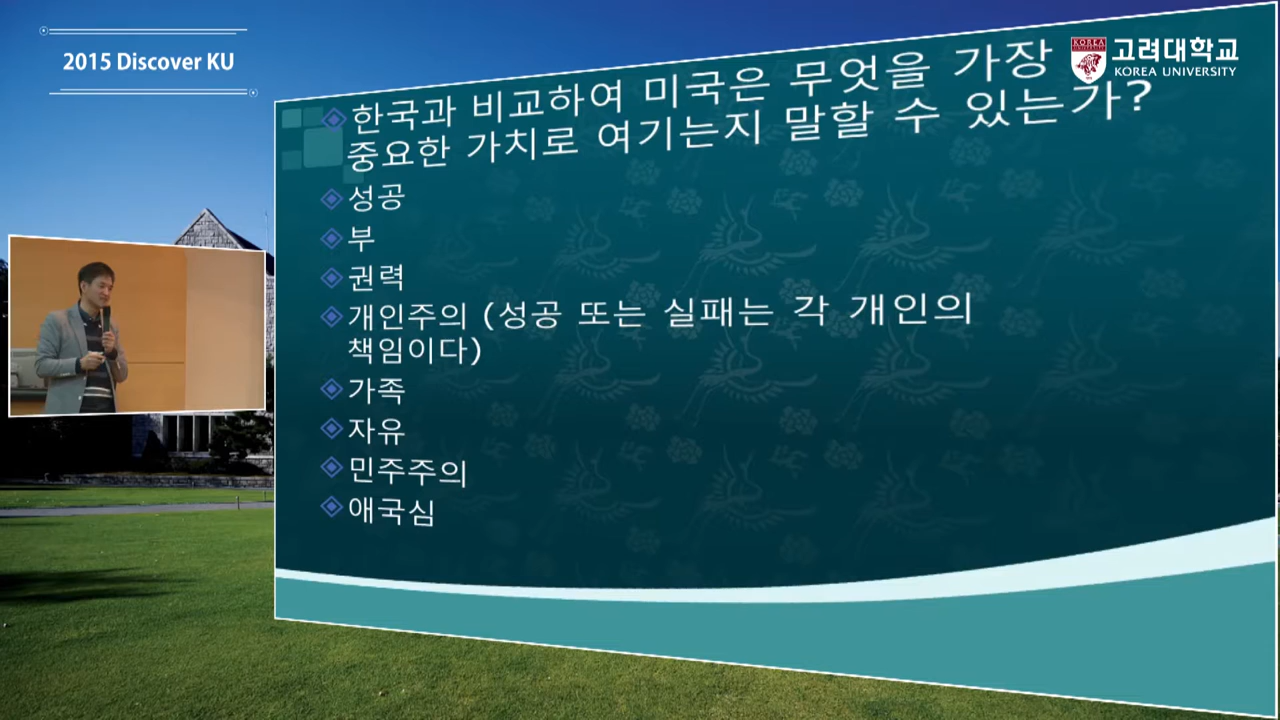 2015 Discover KU
KOREA UNIVERSITY
고려대학교
KOREA UNIVERSITY
한국과 비교하여 미국은 무엇을 가장
중요한 가치로 여기는지 말할 수 있는가?
성공
부
권력
개인주의 (성공 또는 실패는 각 개인의
책임이다)
가족
자유
민주주의
애국심